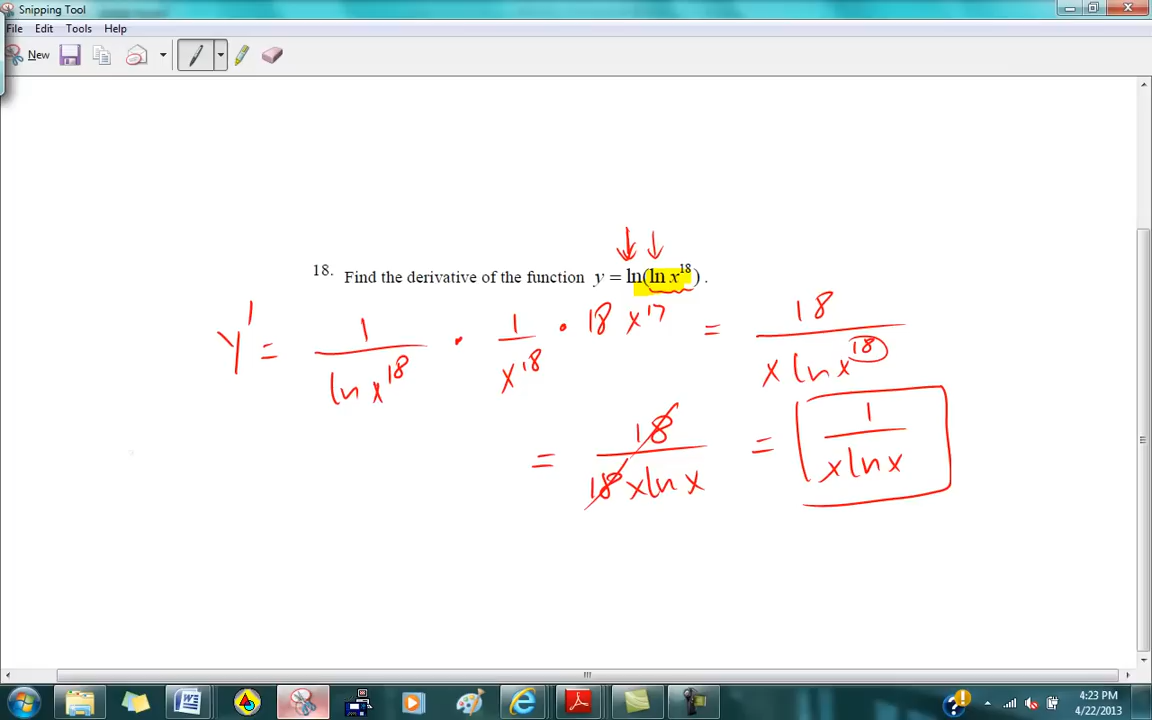 Snipping Tool
File Edit Tools Help
New
18. Find the derivative of the function y = ln(ln x^18).
y' = 1/(ln x^18) · 1/x^18 · 18 x^17 = 18/(x ln x^18)
= 18/(18 x ln x) = 1/(x ln x)
4:23 PM
4/22/2013